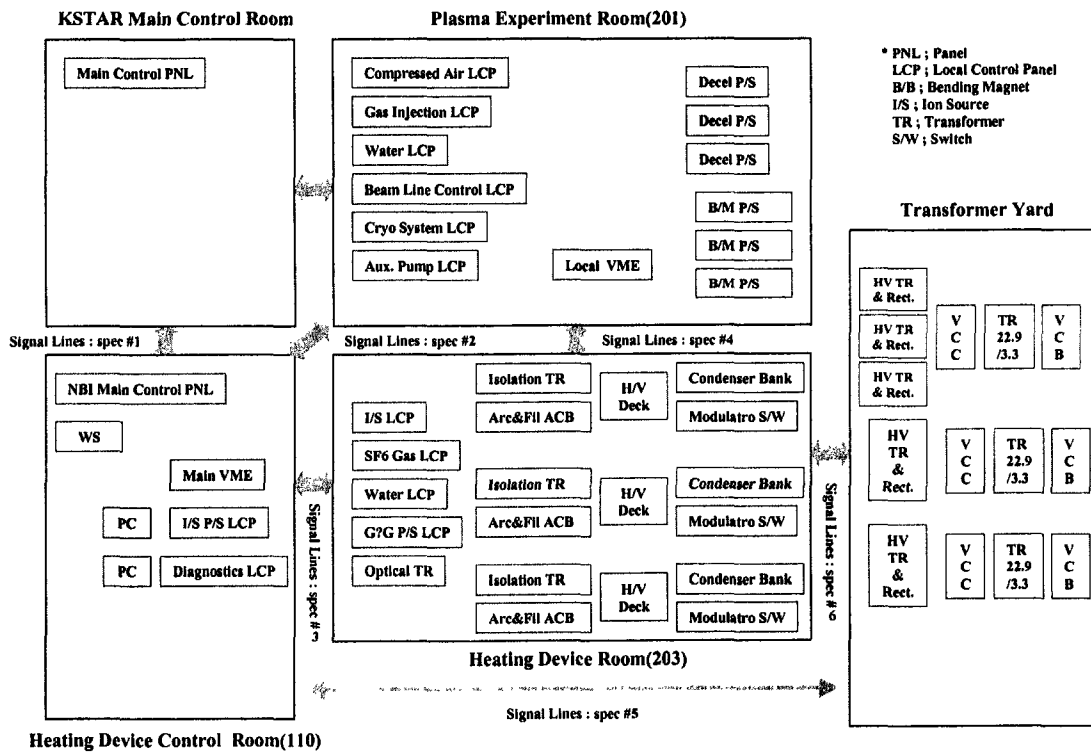 KSTAR Main Control Room
Main Control PNL
Plasma Experiment Room(201)
Compressed Air LCP
Gas Injection LCP
Water LCP
Beam Line Control LCP
Cryo System LCP
Aux. Pump LCP
Local VME
Decel P/S
Decel P/S
Decel P/S
B/M P/S
B/M P/S
B/M P/S
* PNL ; Panel
LCP ; Local Control Panel
B/B ; Bending Magnet
I/S ; Ion Source
TR ; Transformer
S/W ; Switch
Transformer Yard
HV TR
& Rect.
HV TR
& Rect.
HV TR
& Rect.
V
C
C
TR
22.9
/3.3
V
C
B
HV
TR
&
Rect.
V
C
C
TR
22.9
/3.3
V
C
B
HV
TR
&
Rect.
V
C
C
TR
22.9
/3.3
V
C
B
Signal Lines : spec #1
Signal Lines : spec #2
Signal Lines : spec #4
NBI Main Control PNL
WS
Main VME
PC
I/S P/S LCP
PC
Diagnostics LCP
Signal Lines : spec # 3
I/S LCP
SF6 Gas LCP
Water LCP
G?G P/S LCP
Optical TR
Isolation TR
Arc&Fil ACB
H/V
Deck
Condenser Bank
Modulatro S/W
Isolation TR
Arc&Fil ACB
H/V
Deck
Condenser Bank
Modulatro S/W
Isolation TR
Arc&Fil ACB
H/V
Deck
Condenser Bank
Modulatro S/W
Signal Lines : spec #6
Heating Device Room(203)
Signal Lines : spec #5
Heating Device Control Room(110)